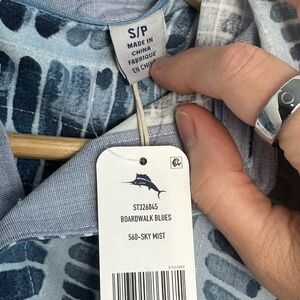 S/P
MADE IN
CHINA
FABRIQUÉ
EN CHINE
ST326845
BOARDWALK BLUES
560-SKY MIST